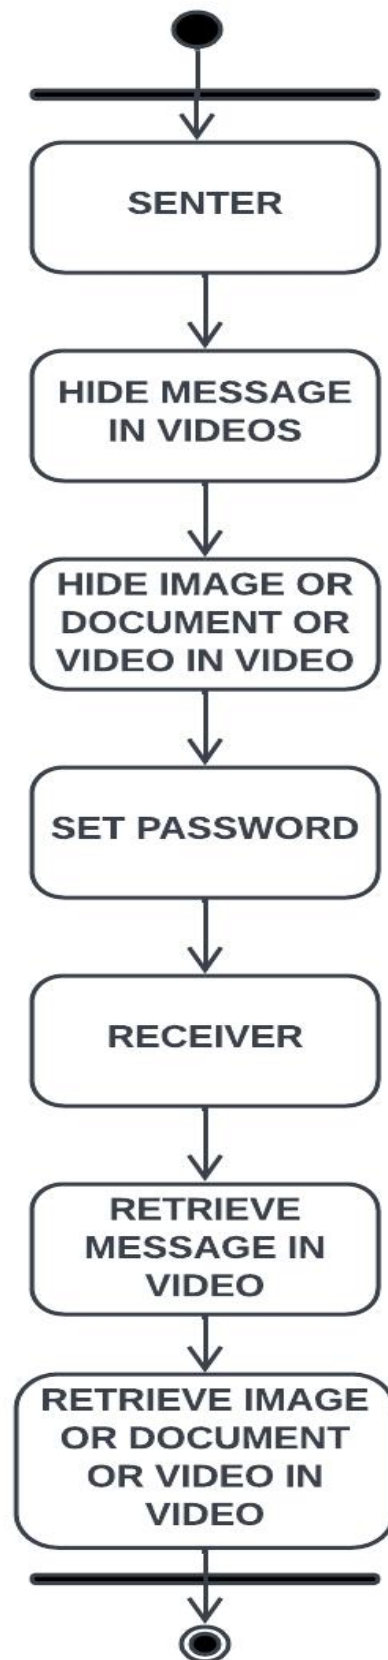 SENTER
HIDE MESSAGE
IN VIDEOS
HIDE IMAGE OR
DOCUMENT OR
VIDEO IN VIDEO
SET PASSWORD
RECEIVER
RETRIEVE
MESSAGE IN
VIDEO
RETRIEVE IMAGE
OR DOCUMENT
OR VIDEO IN
VIDEO